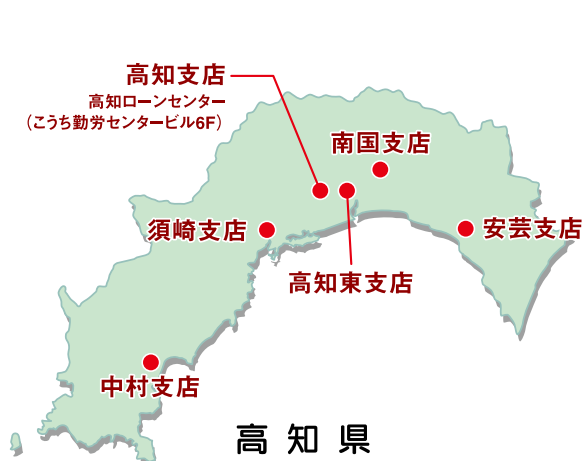 高知支店
高知ローンセンター
（こうち勤労センタービル6F）
南国支店
須崎支店
安芸支店
高知東支店
中村支店
高知県